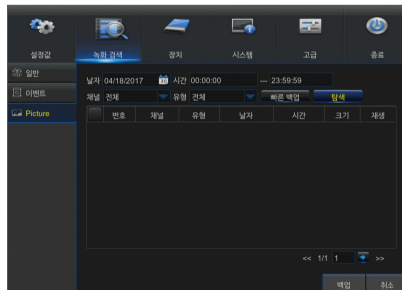 설정값 녹화 검색 장치 시스템 고급 종료
일반
이벤트
Picture
날자 04/18/2017 시간 00:00:00 --- 23:59:59
채널 전체 유형 전체 빠른 백업 탐색
번호 채널 유형 날자 시간 크기 재생
<< 1/1 1 >>
백업 취소